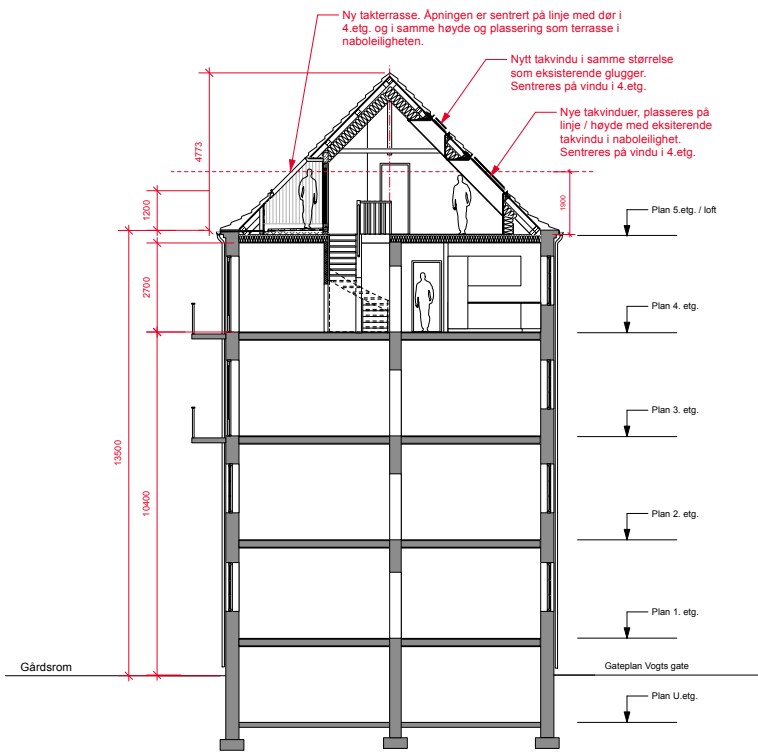 Ny takterrasse. Åpningen er sentrert på linje med dør i
4.etg. og i samme høyde og plassering som terrasse i
naboleiligheten.
Nytt takvindu i samme størrelse
som eksisterende glugger.
Sentreres på vindu i 4.etg.
Nye takvinduer, plasseres på
linje / høyde med eksiterende
takvindu i naboleilighet.
Sentreres på vindu i 4.etg.
4773
1200
1900
Plan 5.etg. / loft
2700
Plan 4. etg.
Plan 3. etg.
13500
10400
Plan 2. etg.
Plan 1. etg.
Gårdsrom
Gateplan Vogts gate
Plan U.etg.